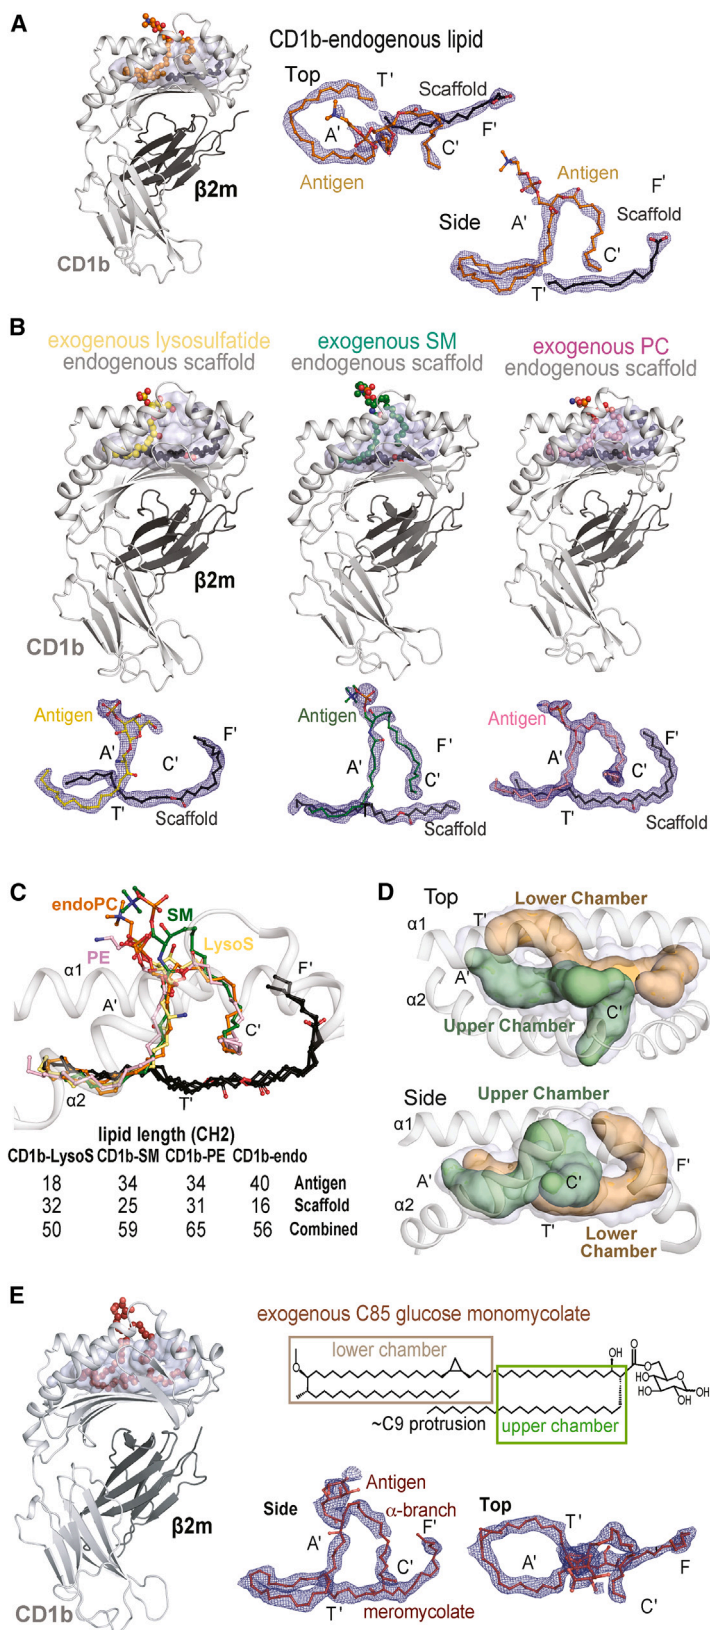 A
CD1b-endogenous lipid
Top
T'
Scaffold
A'
F'
C'
Antigen
β2m
CD1b
Antigen
F'
Side
A'
Scaffold
C'
T'
B
exogenous lysosulfatide
endogenous scaffold
exogenous SM
endogenous scaffold
exogenous PC
endogenous scaffold
β2m
CD1b
Antigen
A'
C'
F'
T'
Scaffold
Antigen
A'
F'
C'
T'
Scaffold
Antigen
A'
F'
C'
T'
Scaffold
C
endoPC
SM
PE
LysoS
α1
F'
A'
C'
α2
T'
lipid length (CH2)
CD1b-LysoS CD1b-SM CD1b-PE CD1b-endo
18 34 34 40 Antigen
32 25 31 16 Scaffold
50 59 65 56 Combined
D
Top
Lower Chamber
α1
T'
A'
F'
α2
Upper Chamber
C'
Side
Upper Chamber
α1
A'
C'
F'
α2
T'
Lower
Chamber
E
exogenous C85 glucose monomycolate
lower chamber
O
OH
O
O
HO
O
HO
OH
OH
~C9 protrusion
upper chamber
β2m
CD1b
Side
Antigen
α-branch
A'
F'
C'
T'
meromycolate
Top
T'
A'
F
C'